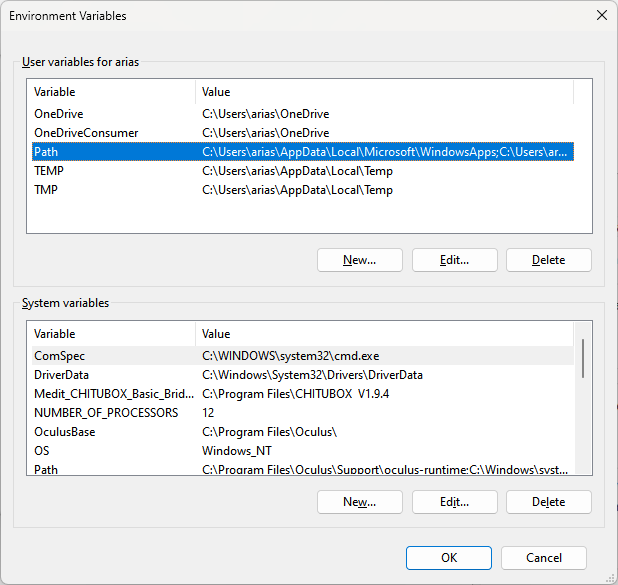 Environment Variables
User variables for arias
Variable Value
OneDrive C:\Users\arias\OneDrive
OneDriveConsumer C:\Users\arias\OneDrive
Path C:\Users\arias\AppData\Local\Microsoft\WindowsApps;C:\Users\ar...
TEMP C:\Users\arias\AppData\Local\Temp
TMP C:\Users\arias\AppData\Local\Temp
New... Edit... Delete
System variables
Variable Value
ComSpec C:\WINDOWS\system32\cmd.exe
DriverData C:\Windows\System32\Drivers\DriverData
Medit_CHITUBOX_Basic_Brid... C:\Program Files\CHITUBOX V1.9.4
NUMBER_OF_PROCESSORS 12
OculusBase C:\Program Files\Oculus\
OS Windows_NT
Path C:\Program Files\Oculus\Support\oculus-runtime;C:\Windows\syst...
New... Edit... Delete
OK Cancel